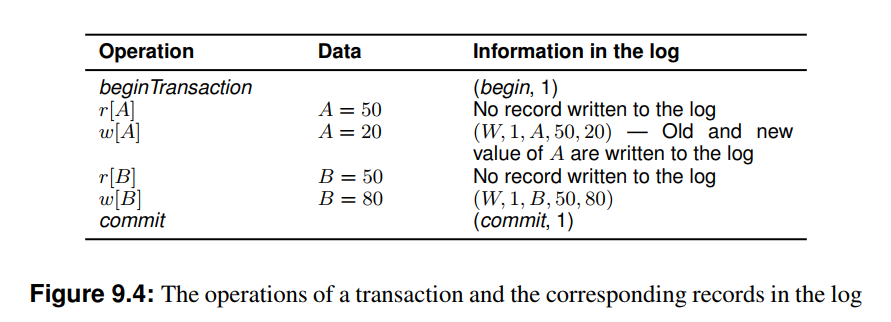 Operation Data Information in the log
beginTransaction (begin, 1)
r[A] A = 50 No record written to the log
w[A] A = 20 (W, 1, A, 50, 20) — Old and new
value of A are written to the log
r[B] B = 50 No record written to the log
w[B] B = 80 (W, 1, B, 50, 80)
commit (commit, 1)
Figure 9.4: The operations of a transaction and the corresponding records in the log